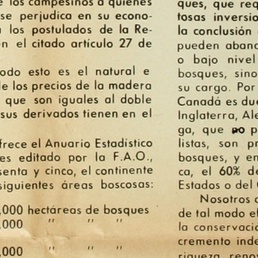 e los campesinos a quienes
se perjudica en su econo-
a los postulados de la Re-
en el citado artículo 27 de
odo esto es el natural e
de los precios de la madera
que son iguales al doble
sus derivados tienen en el
frece el Anuario Estadístico
es editado por la F.A.O.,
senta y cinco, el continente
siguientes áreas boscosas:
,000 hectáreas de bosques
,000 " " "
,000 " " "
ques, que requi
tosas inversio
la conclusión
pueden aband
o bajo nivel
bosques, sino
su cargo. Por
Canadá es due
Inglaterra, Ale
ga, que no p
listas, son pr
bosques, y en
ca, el 60% de
Estados o del
Nosotros c
de tal modo el
la conservació
cremento inde
riqueza renov